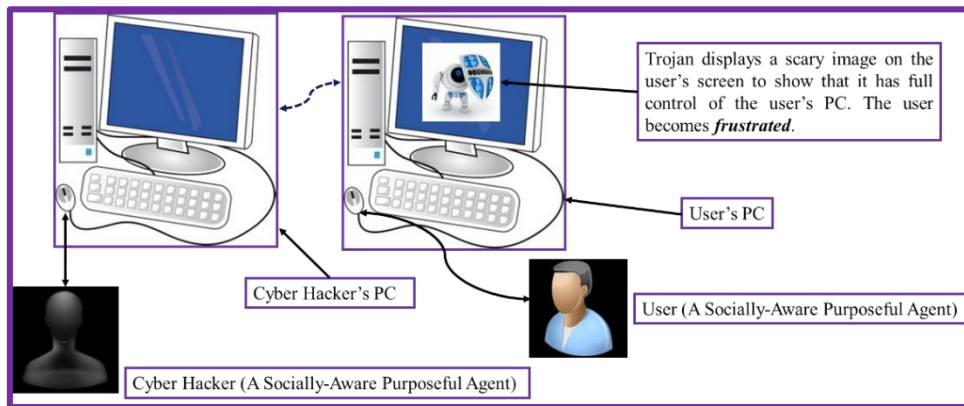 Trojan displays a scary image on the
user's screen to show that it has full
control of the user's PC. The user
becomes frustrated.
User's PC
Cyber Hacker's PC
User (A Socially-Aware Purposeful Agent)
Cyber Hacker (A Socially-Aware Purposeful Agent)